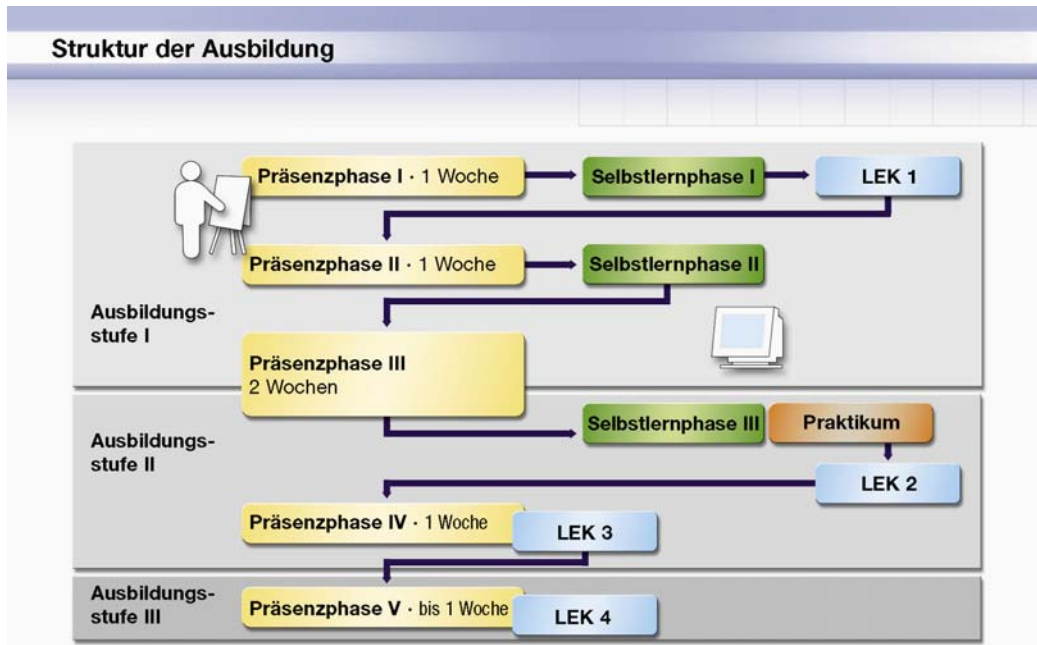 Struktur der Ausbildung
Präsenzphase I · 1 Woche
Selbstlernphase I
LEK 1
Präsenzphase II · 1 Woche
Selbstlernphase II
Ausbildungs-
stufe I
Präsenzphase III
2 Wochen
Ausbildungs-
stufe II
Selbstlernphase III
Praktikum
LEK 2
Präsenzphase IV · 1 Woche
LEK 3
Ausbildungs-
stufe III
Präsenzphase V · bis 1 Woche
LEK 4